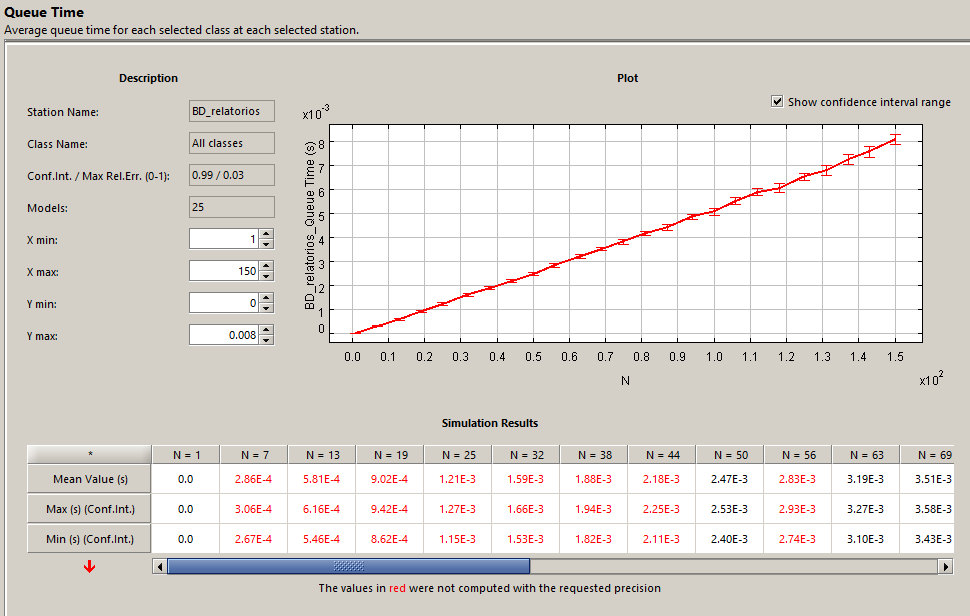 Queue Time
Average queue time for each selected class at each selected station.
Description
Station Name: BD_relatorios
Class Name: All classes
Conf.Int. / Max Rel.Err. (0-1): 0.99 / 0.03
Models: 25
X min: 1
X max: 150
Y min: 0
Y max: 0.008
Plot
Show confidence interval range
x10-3
BD_relatorios_Queue Time (s)
8
7
6
5
4
3
2
1
0
0.0 0.1 0.2 0.3 0.4 0.5 0.6 0.7 0.8 0.9 1.0 1.1 1.2 1.3 1.4 1.5
N
x102
Simulation Results
* N = 1 N = 7 N = 13 N = 19 N = 25 N = 32 N = 38 N = 44 N = 50 N = 56 N = 63 N = 69
Mean Value (s) 0.0 2.86E-4 5.81E-4 9.02E-4 1.21E-3 1.59E-3 1.88E-3 2.18E-3 2.47E-3 2.83E-3 3.19E-3 3.51E-3
Max (s) (Conf.Int.) 0.0 3.06E-4 6.16E-4 9.42E-4 1.27E-3 1.66E-3 1.94E-3 2.25E-3 2.53E-3 2.93E-3 3.27E-3 3.58E-3
Min (s) (Conf.Int.) 0.0 2.67E-4 5.46E-4 8.62E-4 1.15E-3 1.53E-3 1.82E-3 2.11E-3 2.40E-3 2.74E-3 3.10E-3 3.43E-3
The values in red were not computed with the requested precision